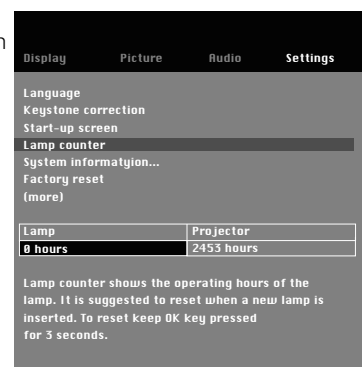 n
Display Picture Audio Settings
Language
Keystone correction
Start-up screen
Lamp counter
System informatyion...
Factory reset
(more)
Lamp Projector
0 hours 2453 hours
Lamp counter shows the operating hours of the
lamp. It is suggested to reset when a new lamp is
inserted. To reset keep OK key pressed
for 3 seconds.